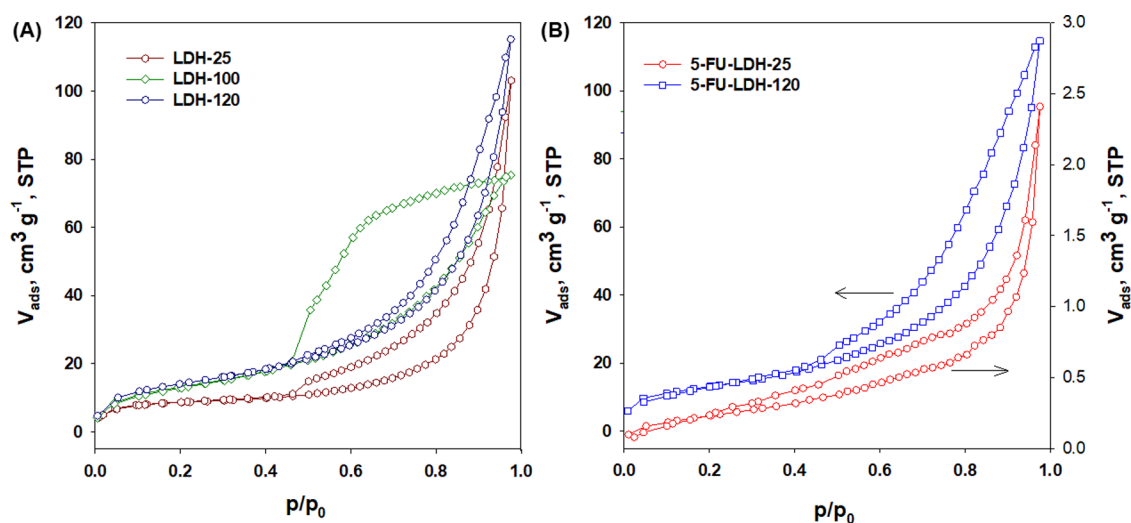 (A)
V_ads, cm³ g⁻¹, STP
120
100
80
60
40
20
0
LDH-25
LDH-100
LDH-120
0.0 0.2 0.4 0.6 0.8 1.0
p/p₀
(B)
V_ads, cm³ g⁻¹, STP
120
100
80
60
40
20
0
5-FU-LDH-25
5-FU-LDH-120
3.0
2.5
2.0
1.5
1.0
0.5
0.0
V_ads, cm³ g⁻¹, STP
0.0 0.2 0.4 0.6 0.8 1.0
p/p₀